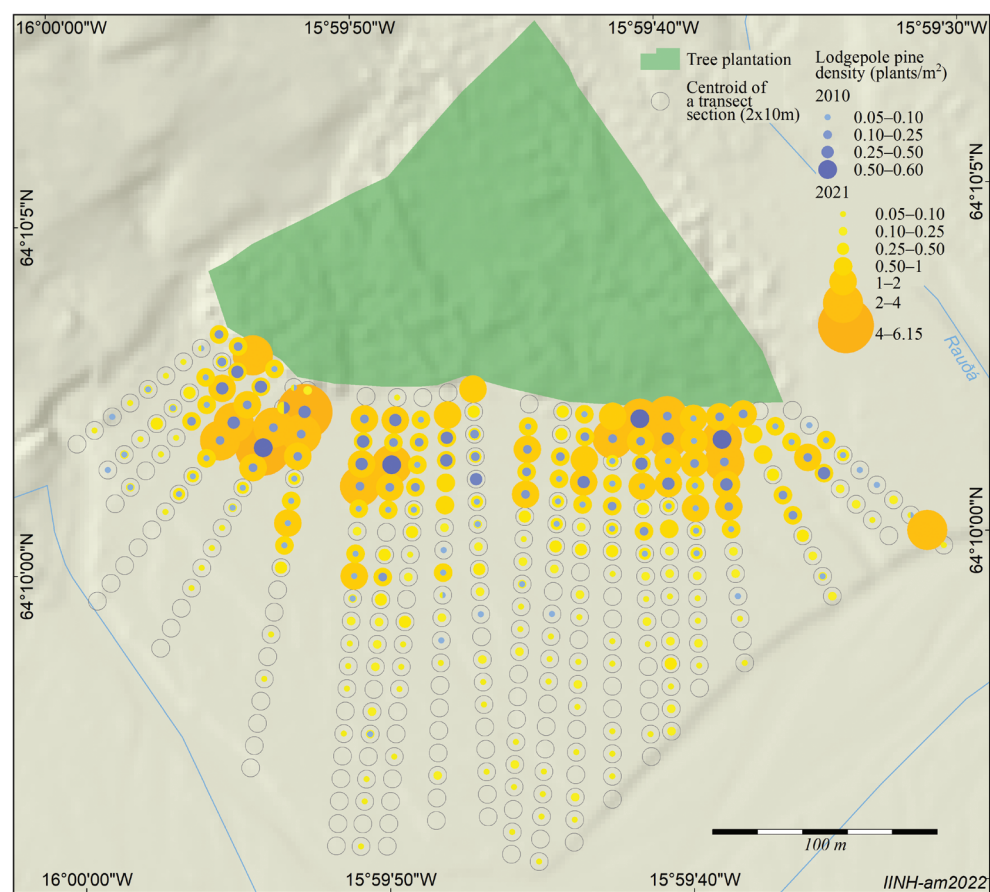 16°00'00"W
15°59'50"W
15°59'40"W
15°59'30"W
Tree plantation
Centroid of
a transect
section (2x10m)
Lodgepole pine
density (plants/m²)
2010
0.05–0.10
0.10–0.25
0.25–0.50
0.50–0.60
2021
0.05–0.10
0.10–0.25
0.25–0.50
0.50–1
1–2
2–4
4–6.15
64°10'5"N
64°10'5"N
Rauðá
64°10'00"N
64°10'00"N
100 m
16°00'00"W
15°59'50"W
15°59'40"W
IINH-am2022